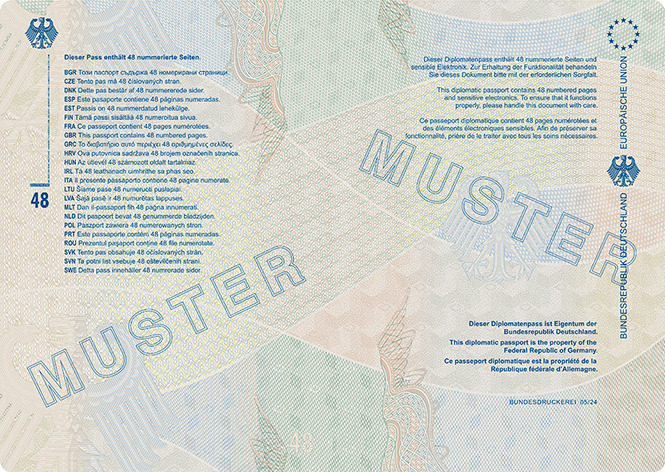 Dieser Pass enthält 48 nummerierte Seiten.
BGR Този паспорт съдържа 48 номерирани страници.
CZE Tento pas má 48 číslovaných stran.
DNK Dette pas består af 48 nummererede sider.
ESP Este pasaporte contiene 48 páginas numeradas.
EST Passis on 48 nummerdatud lehekülge.
FIN Tämä passi sisältää 48 numeroitua sivua.
FRA Ce passeport contient 48 pages numérotées.
GBR This passport contains 48 numbered pages.
GRC Το διαβατήριο αυτό περιέχει 48 αριθμημένες σελίδες.
HRV Ova putovnica sadržava 48 brojem označenih stranica.
HUN Az útlevél 48 számozott oldalt tartalmaz.
IRL Tá 48 leathanach uimhrithe sa phas seo.
ITA Il presente passaporto contiene 48 pagine numerate.
LTU Šiame pase 48 numeruoti puslapiai.
LVA Šajā pasē ir 48 numurētas lappuses.
MLT Dan il-passaport fih 48 paġna innumerati.
NLD Dit paspoort bevat 48 genummerde bladzijden.
POL Paszport zawiera 48 numerowanych stron.
PRT Este passaporte contém 48 páginas numeradas.
ROU Prezentul pașaport conține 48 file numerotate.
SVK Tento pas obsahuje 48 očíslovaných strán.
SVN Ta potni list vsebuje 48 oštevilčenih strani.
SWE Detta pass innehåller 48 numrerade sidor.
48
MUSTER
Dieser Diplomatenpass enthält 48 nummerierte Seiten und
sensible Elektronik. Zur Erhaltung der Funktionalität behandeln
Sie dieses Dokument bitte mit der erforderlichen Sorgfalt.
This diplomatic passport contains 48 numbered pages
and sensitive electronics. To ensure that it functions
properly, please handle this document with care.
Ce passeport diplomatique contient 48 pages numérotées et
des éléments électroniques sensibles. Afin de préserver sa
fonctionnalité, prière de le traiter avec tous les soins nécessaires.
MUSTER
EUROPÄISCHE UNION
BUNDESREPUBLIK DEUTSCHLAND
Dieser Diplomatenpass ist Eigentum der
Bundesrepublik Deutschland.
This diplomatic passport is the property of the
Federal Republic of Germany.
Ce passeport diplomatique est la propriété de la
République fédérale d'Allemagne.
BUNDESDRUCKEREI 05/24
48